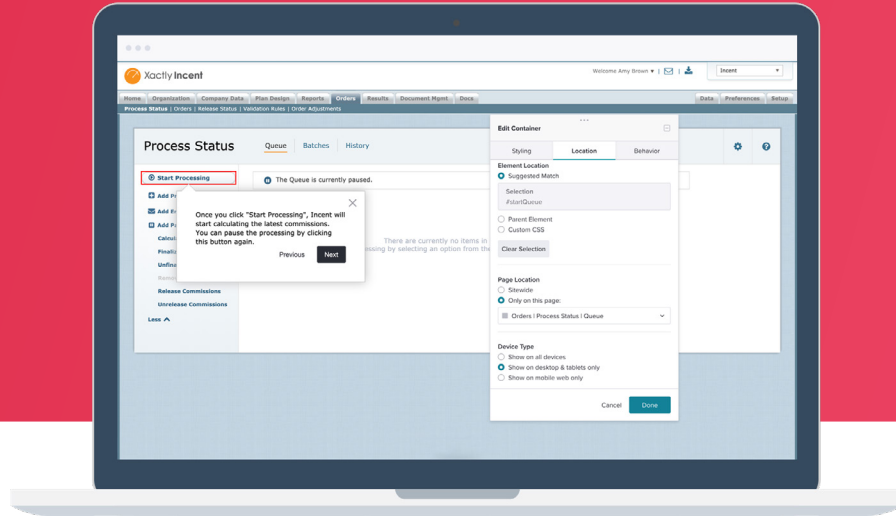 Xactly Incent
Welcome Amy Brown
Incent
Home Organization Company Data Plan Design Reports Orders Results Document Mgmt Docs Data Preferences Setup
Process Status | Orders | Release Status | Validation Rules | Order Adjustments
Process Status
Queue Batches History
Start Processing
The Queue is currently paused.
Add
Add
Add
Once you click "Start Processing", Incent will
start calculating the latest commissions.
You can pause the processing by clicking
this button again.
Previous Next
There are currently no items in
by selecting an option from the
Release Commissions
Unrelease Commissions
Less
Edit Container
Styling Location Behavior
Element Location
Suggested Match
Selection
#startQueue
Parent Element
Custom CSS
Clear Selection
Page Location
Sitewide
Only on this page:
Orders | Process Status | Queue
Device Type
Show on all devices
Show on desktop & tablets only
Show on mobile web only
Cancel Done